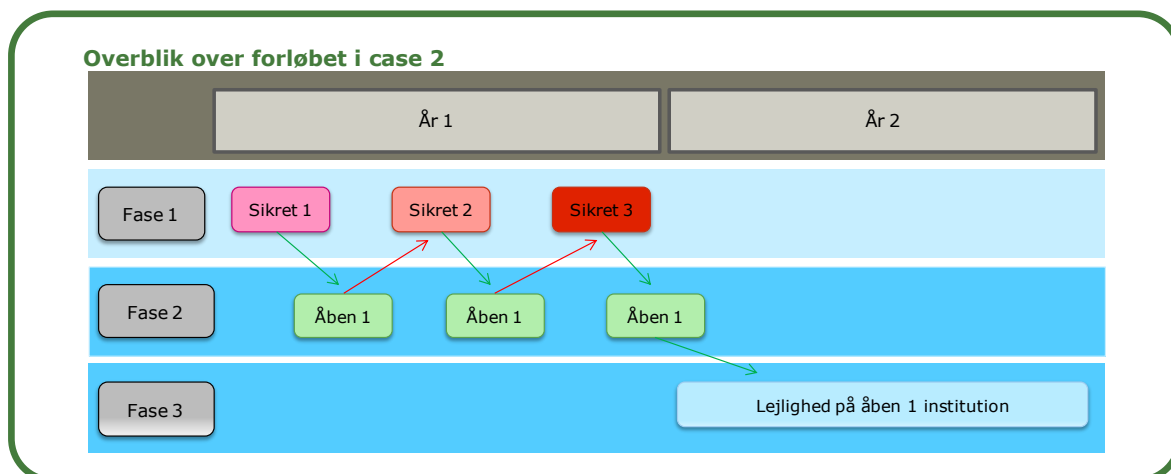 Overblik over forløbet i case 2
År 1
År 2
Fase 1
Sikret 1
Sikret 2
Sikret 3
Fase 2
Åben 1
Åben 1
Åben 1
Fase 3
Lejlighed på åben 1 institution